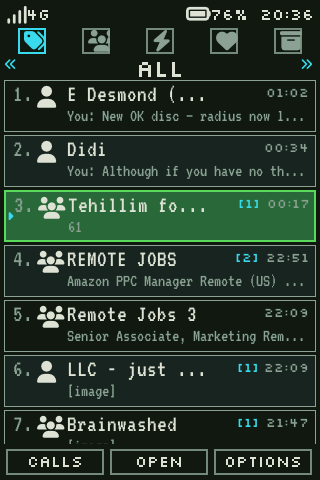 4G 76% 20:36
« »
ALL
1. E Desmond (... 01:02
You: New OK disc - radius now l...
2. Didi 00:34
You: Although if you have no th...
3. Tehillim fo... [1] 00:17
61
4. REMOTE JOBS [2] 22:51
Amazon PPC Manager Remote (US) ...
5. Remote Jobs 3 22:09
Senior Associate, Marketing Rem...
6. LLC - just ... [1] 22:09
[image]
7. Brainwashed [1] 21:47
CALLS OPEN OPTIONS